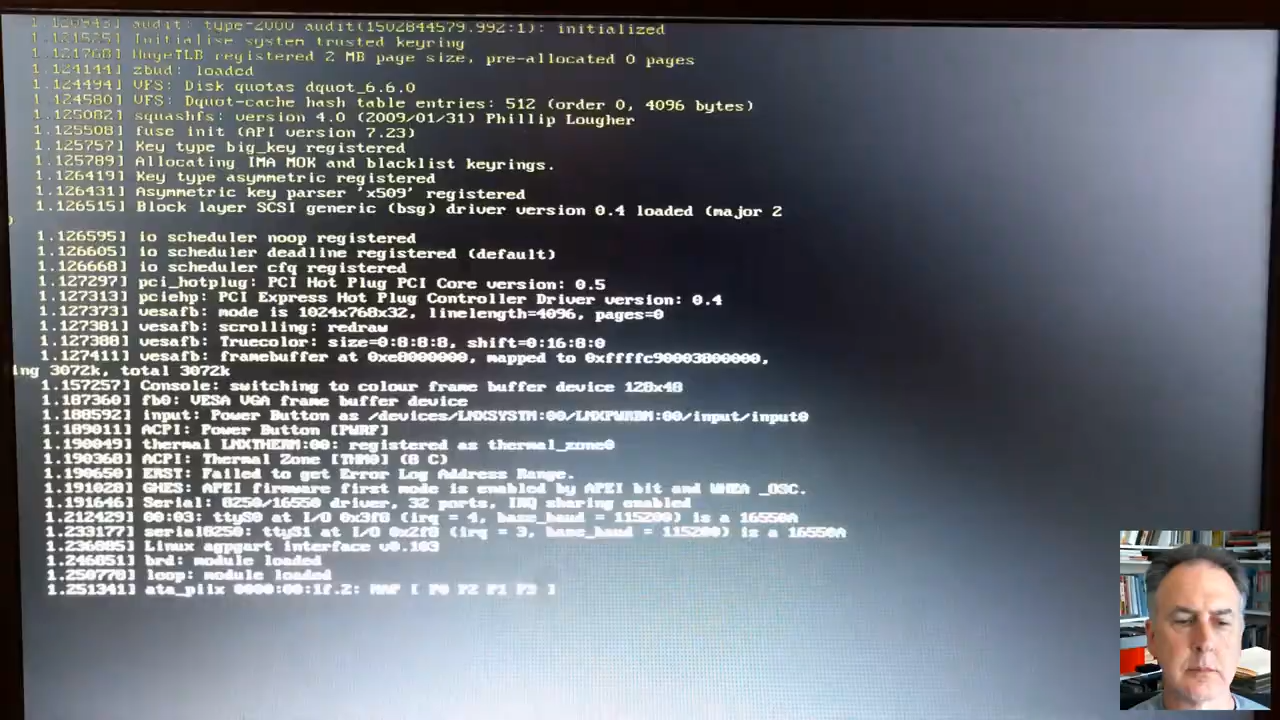 1.120943] audit: type=2000 audit(1502844579.992:1): initialized
1.121525] Initialise system trusted keyring
1.121768] HugeTLB registered 2 MB page size, pre-allocated 0 pages
1.124144] zbud: loaded
1.124494] VFS: Disk quotas dquot_6.6.0
1.124580] VFS: Dquot-cache hash table entries: 512 (order 0, 4096 bytes)
1.125082] squashfs: version 4.0 (2009/01/31) Phillip Lougher
1.125508] fuse init (API version 7.23)
1.125757] Key type big_key registered
1.125789] Allocating IMA MOK and blacklist keyrings.
1.126419] Key type asymmetric registered
1.126431] Asymmetric key parser 'x509' registered
1.126515] Block layer SCSI generic (bsg) driver version 0.4 loaded (major 2
)
1.126595] io scheduler noop registered
1.126605] io scheduler deadline registered (default)
1.126668] io scheduler cfq registered
1.127297] pci_hotplug: PCI Hot Plug PCI Core version: 0.5
1.127313] pciehp: PCI Express Hot Plug Controller Driver version: 0.4
1.127373] vesafb: mode is 1024x768x32, linelength=4096, pages=0
1.127381] vesafb: scrolling: redraw
1.127388] vesafb: Truecolor: size=0:8:8:8, shift=0:16:8:0
1.127411] vesafb: framebuffer at 0xe8000000, mapped to 0xffffc90003800000,
ing 3072k, total 3072k
1.157257] Console: switching to colour frame buffer device 128x48
1.187360] fb0: VESA VGA frame buffer device
1.188592] input: Power Button as /devices/LNXSYSTM:00/LNXPWRBN:00/input/input0
1.189011] ACPI: Power Button [PWRF]
1.190049] thermal LNXTHERM:00: registered as thermal_zone0
1.190368] ACPI: Thermal Zone [THM0] (8 C)
1.190650] ERST: Failed to get Error Log Address Range.
1.191028] GHES: APEI firmware first mode is enabled by APEI bit and WHEA _OSC.
1.191646] Serial: 8250/16550 driver, 32 ports, IRQ sharing enabled
1.212429] 00:03: ttyS0 at I/O 0x3f8 (irq = 4, base_baud = 115200) is a 16550A
1.233177] serial8250: ttyS1 at I/O 0x2f8 (irq = 3, base_baud = 115200) is a 16550A
1.236885] Linux agpgart interface v0.103
1.246851] brd: module loaded
1.250778] loop: module loaded
1.251341] ata_piix 0000:00:1f.2: MAP [ P0 P2 P1 P3 ]